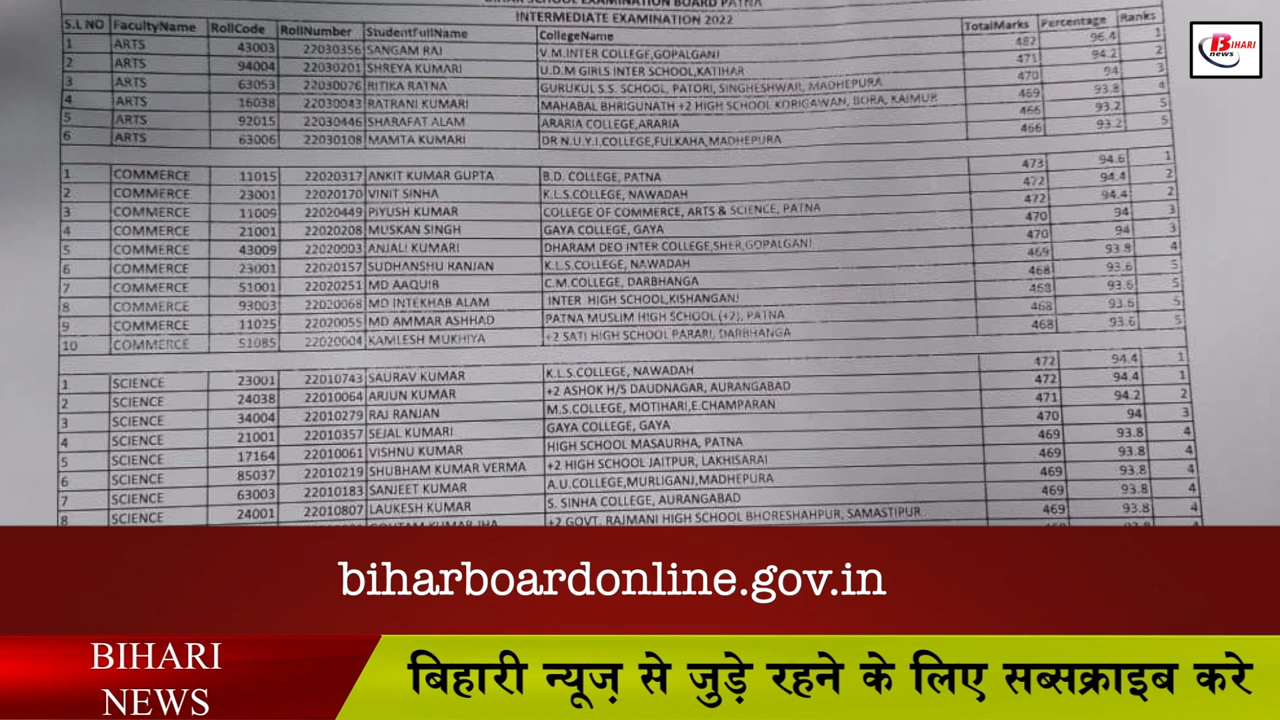 BIHAR SCHOOL EXAMINATION BOARD PATNA
INTERMEDIATE EXAMINATION 2022
S.L NO FacultyName RollCode RollNumber StudentFullName CollegeName TotalMarks Percentage Ranks
1 ARTS 43003 22030356 SANGAM RAJ V.M.INTER COLLEGE,GOPALGANJ 482 96.4 1
2 ARTS 94004 22030201 SHREYA KUMARI U.D.M GIRLS INTER SCHOOL,KATIHAR 471 94.2 2
3 ARTS 63053 22030076 RITIKA RATNA GURUKUL S.S. SCHOOL, PATORI, SINGHESHWAR, MADHEPURA 470 94 3
4 ARTS 16038 22030043 RATRANI KUMARI MAHABAL BHRIGUNATH +2 HIGH SCHOOL KORIGAWAN, BORA, KAIMUR 469 93.8 4
5 ARTS 92015 22030446 SHARAFAT ALAM ARARIA COLLEGE,ARARIA 466 93.2 5
6 ARTS 63006 22030108 MAMTA KUMARI DR N.U.Y.I.COLLEGE,FULKAHA,MADHEPURA 466 93.2 5
1 COMMERCE 11015 22020317 ANKIT KUMAR GUPTA B.D. COLLEGE, PATNA 473 94.6 1
2 COMMERCE 23001 22020170 VINIT SINHA K.L.S.COLLEGE, NAWADAH 472 94.4 2
3 COMMERCE 11009 22020449 PIYUSH KUMAR COLLEGE OF COMMERCE, ARTS & SCIENCE, PATNA 472 94.4 2
4 COMMERCE 21001 22020208 MUSKAN SINGH GAYA COLLEGE, GAYA 470 94 3
5 COMMERCE 43009 22020003 ANJALI KUMARI DHARAM DEO INTER COLLEGE,SHER,GOPALGANJ 470 94 3
6 COMMERCE 23001 22020157 SUDHANSHU RANJAN K.L.S.COLLEGE, NAWADAH 469 93.8 4
7 COMMERCE 51001 22020251 MD AAQUIB C.M.COLLEGE, DARBHANGA 468 93.6 5
8 COMMERCE 93003 22020068 MD INTEKHAB ALAM INTER HIGH SCHOOL,KISHANGANJ 468 93.6 5
9 COMMERCE 11025 22020055 MD AMMAR ASHHAD PATNA MUSLIM HIGH SCHOOL (+2), PATNA 468 93.6 5
10 COMMERCE 51085 22020004 KAMLESH MUKHIYA +2 SATI HIGH SCHOOL PARARI, DARBHANGA 468 93.6 5
1 SCIENCE 23001 22010743 SAURAV KUMAR K.L.S.COLLEGE, NAWADAH 472 94.4 1
2 SCIENCE 24038 22010064 ARJUN KUMAR +2 ASHOK H/S DAUDNAGAR, AURANGABAD 472 94.4 1
3 SCIENCE 34004 22010279 RAJ RANJAN M.S.COLLEGE, MOTIHARI,E.CHAMPARAN 471 94.2 2
4 SCIENCE 21001 22010357 SEJAL KUMARI GAYA COLLEGE, GAYA 470 94 3
5 SCIENCE 17164 22010061 VISHNU KUMAR HIGH SCHOOL MASAURHA, PATNA 469 93.8 4
6 SCIENCE 85037 22010219 SHUBHAM KUMAR VERMA +2 HIGH SCHOOL JAITPUR, LAKHISARAI 469 93.8 4
7 SCIENCE 63003 22010183 SANJEET KUMAR A.U.COLLEGE,MURLIGANJ,MADHEPURA 469 93.8 4
8 SCIENCE 24001 22010807 LAUKESH KUMAR S. SINHA COLLEGE, AURANGABAD 469 93.8 4
+2 GOVT. RAJMANI HIGH SCHOOL BHORESHAHPUR, SAMASTIPUR 469 93.8 4
BIHARI
news
biharboardonline.gov.in
BIHARI
NEWS
बिहारी न्यूज़ से जुड़े रहने के लिए सब्सक्राइब करे